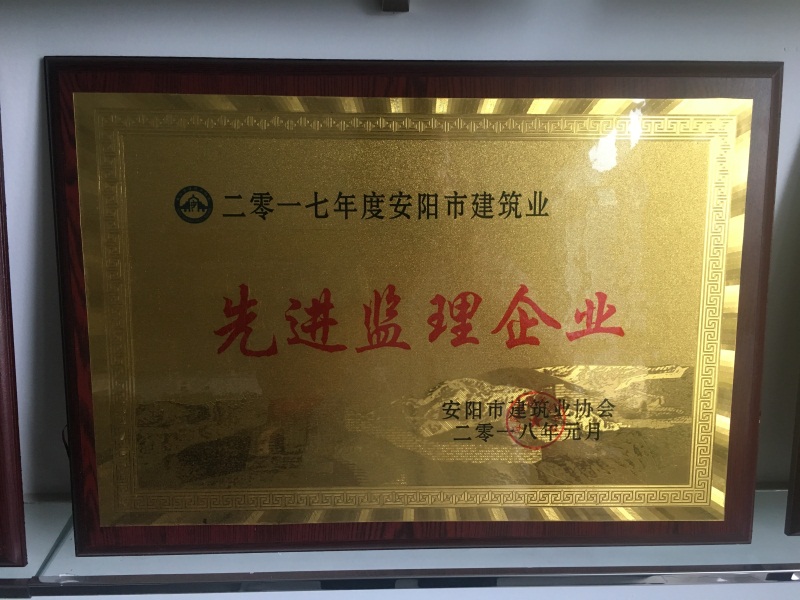 二零一七年度安阳市建筑业
先进监理企业
安阳市建筑业协会
二零一八年元月